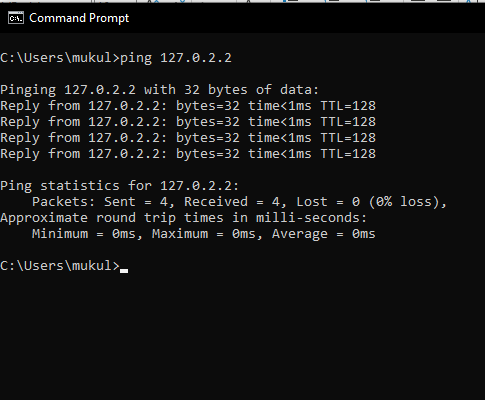 Command Prompt
C:\Users\mukul>ping 127.0.2.2
Pinging 127.0.2.2 with 32 bytes of data:
Reply from 127.0.2.2: bytes=32 time<1ms TTL=128
Reply from 127.0.2.2: bytes=32 time<1ms TTL=128
Reply from 127.0.2.2: bytes=32 time<1ms TTL=128
Reply from 127.0.2.2: bytes=32 time<1ms TTL=128
Ping statistics for 127.0.2.2:
    Packets: Sent = 4, Received = 4, Lost = 0 (0% loss),
Approximate round trip times in milli-seconds:
    Minimum = 0ms, Maximum = 0ms, Average = 0ms
C:\Users\mukul>